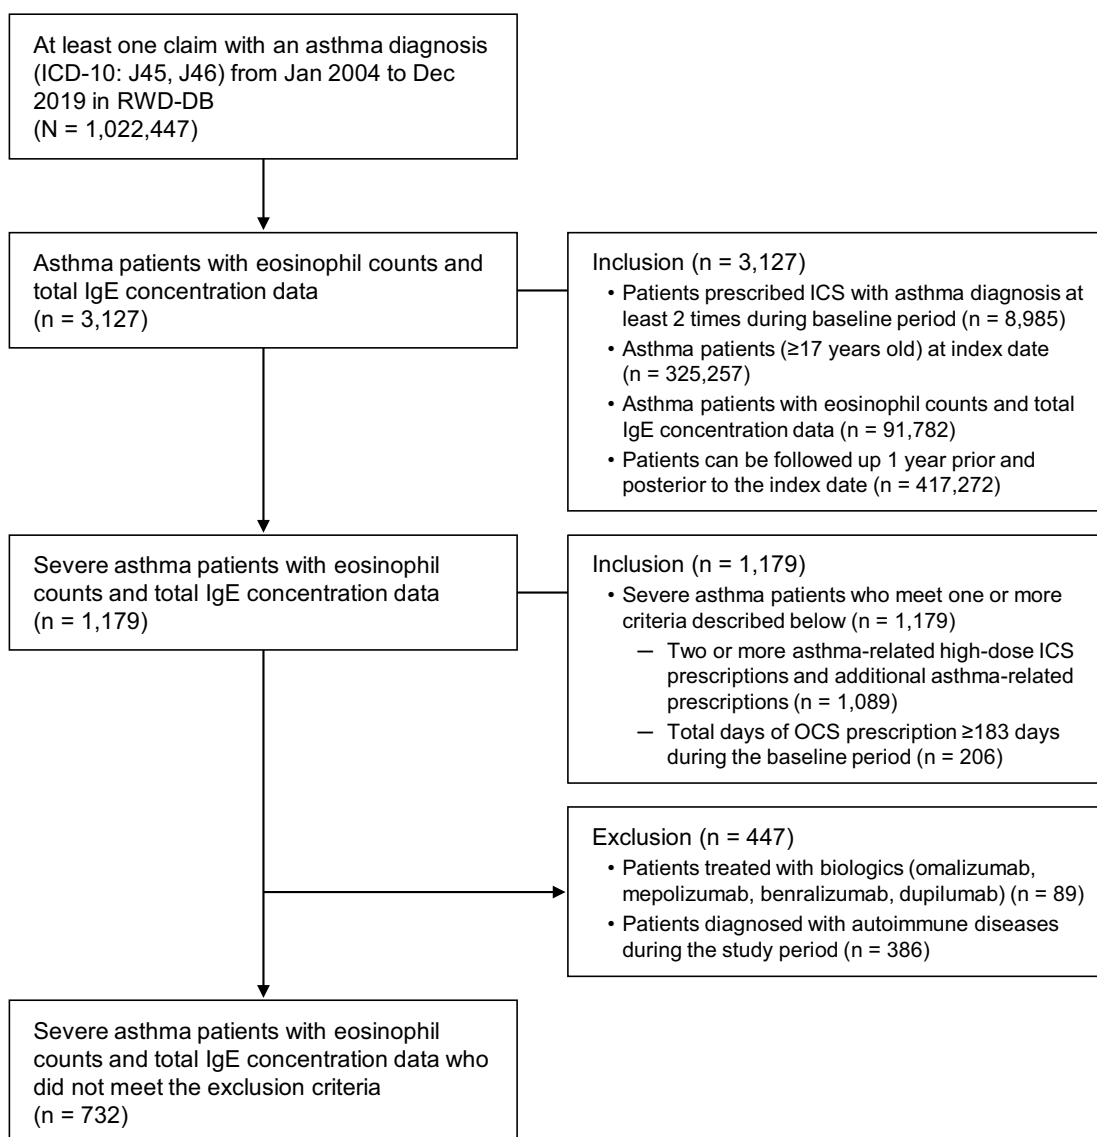 At least one claim with an asthma diagnosis
(ICD-10: J45, J46) from Jan 2004 to Dec
2019 in RWD-DB
(N = 1,022,447)
Asthma patients with eosinophil counts and
total IgE concentration data
(n = 3,127)
Inclusion (n = 3,127)
• Patients prescribed ICS with asthma diagnosis at
least 2 times during baseline period (n = 8,985)
• Asthma patients (≥17 years old) at index date
(n = 325,257)
• Asthma patients with eosinophil counts and total
IgE concentration data (n = 91,782)
• Patients can be followed up 1 year prior and
posterior to the index date (n = 417,272)
Severe asthma patients with eosinophil
counts and total IgE concentration data
(n = 1,179)
Inclusion (n = 1,179)
• Severe asthma patients who meet one or more
criteria described below (n = 1,179)
— Two or more asthma-related high-dose ICS
prescriptions and additional asthma-related
prescriptions (n = 1,089)
— Total days of OCS prescription ≥183 days
during the baseline period (n = 206)
Exclusion (n = 447)
• Patients treated with biologics (omalizumab,
mepolizumab, benralizumab, dupilumab) (n = 89)
• Patients diagnosed with autoimmune diseases
during the study period (n = 386)
Severe asthma patients with eosinophil
counts and total IgE concentration data who
did not meet the exclusion criteria
(n = 732)